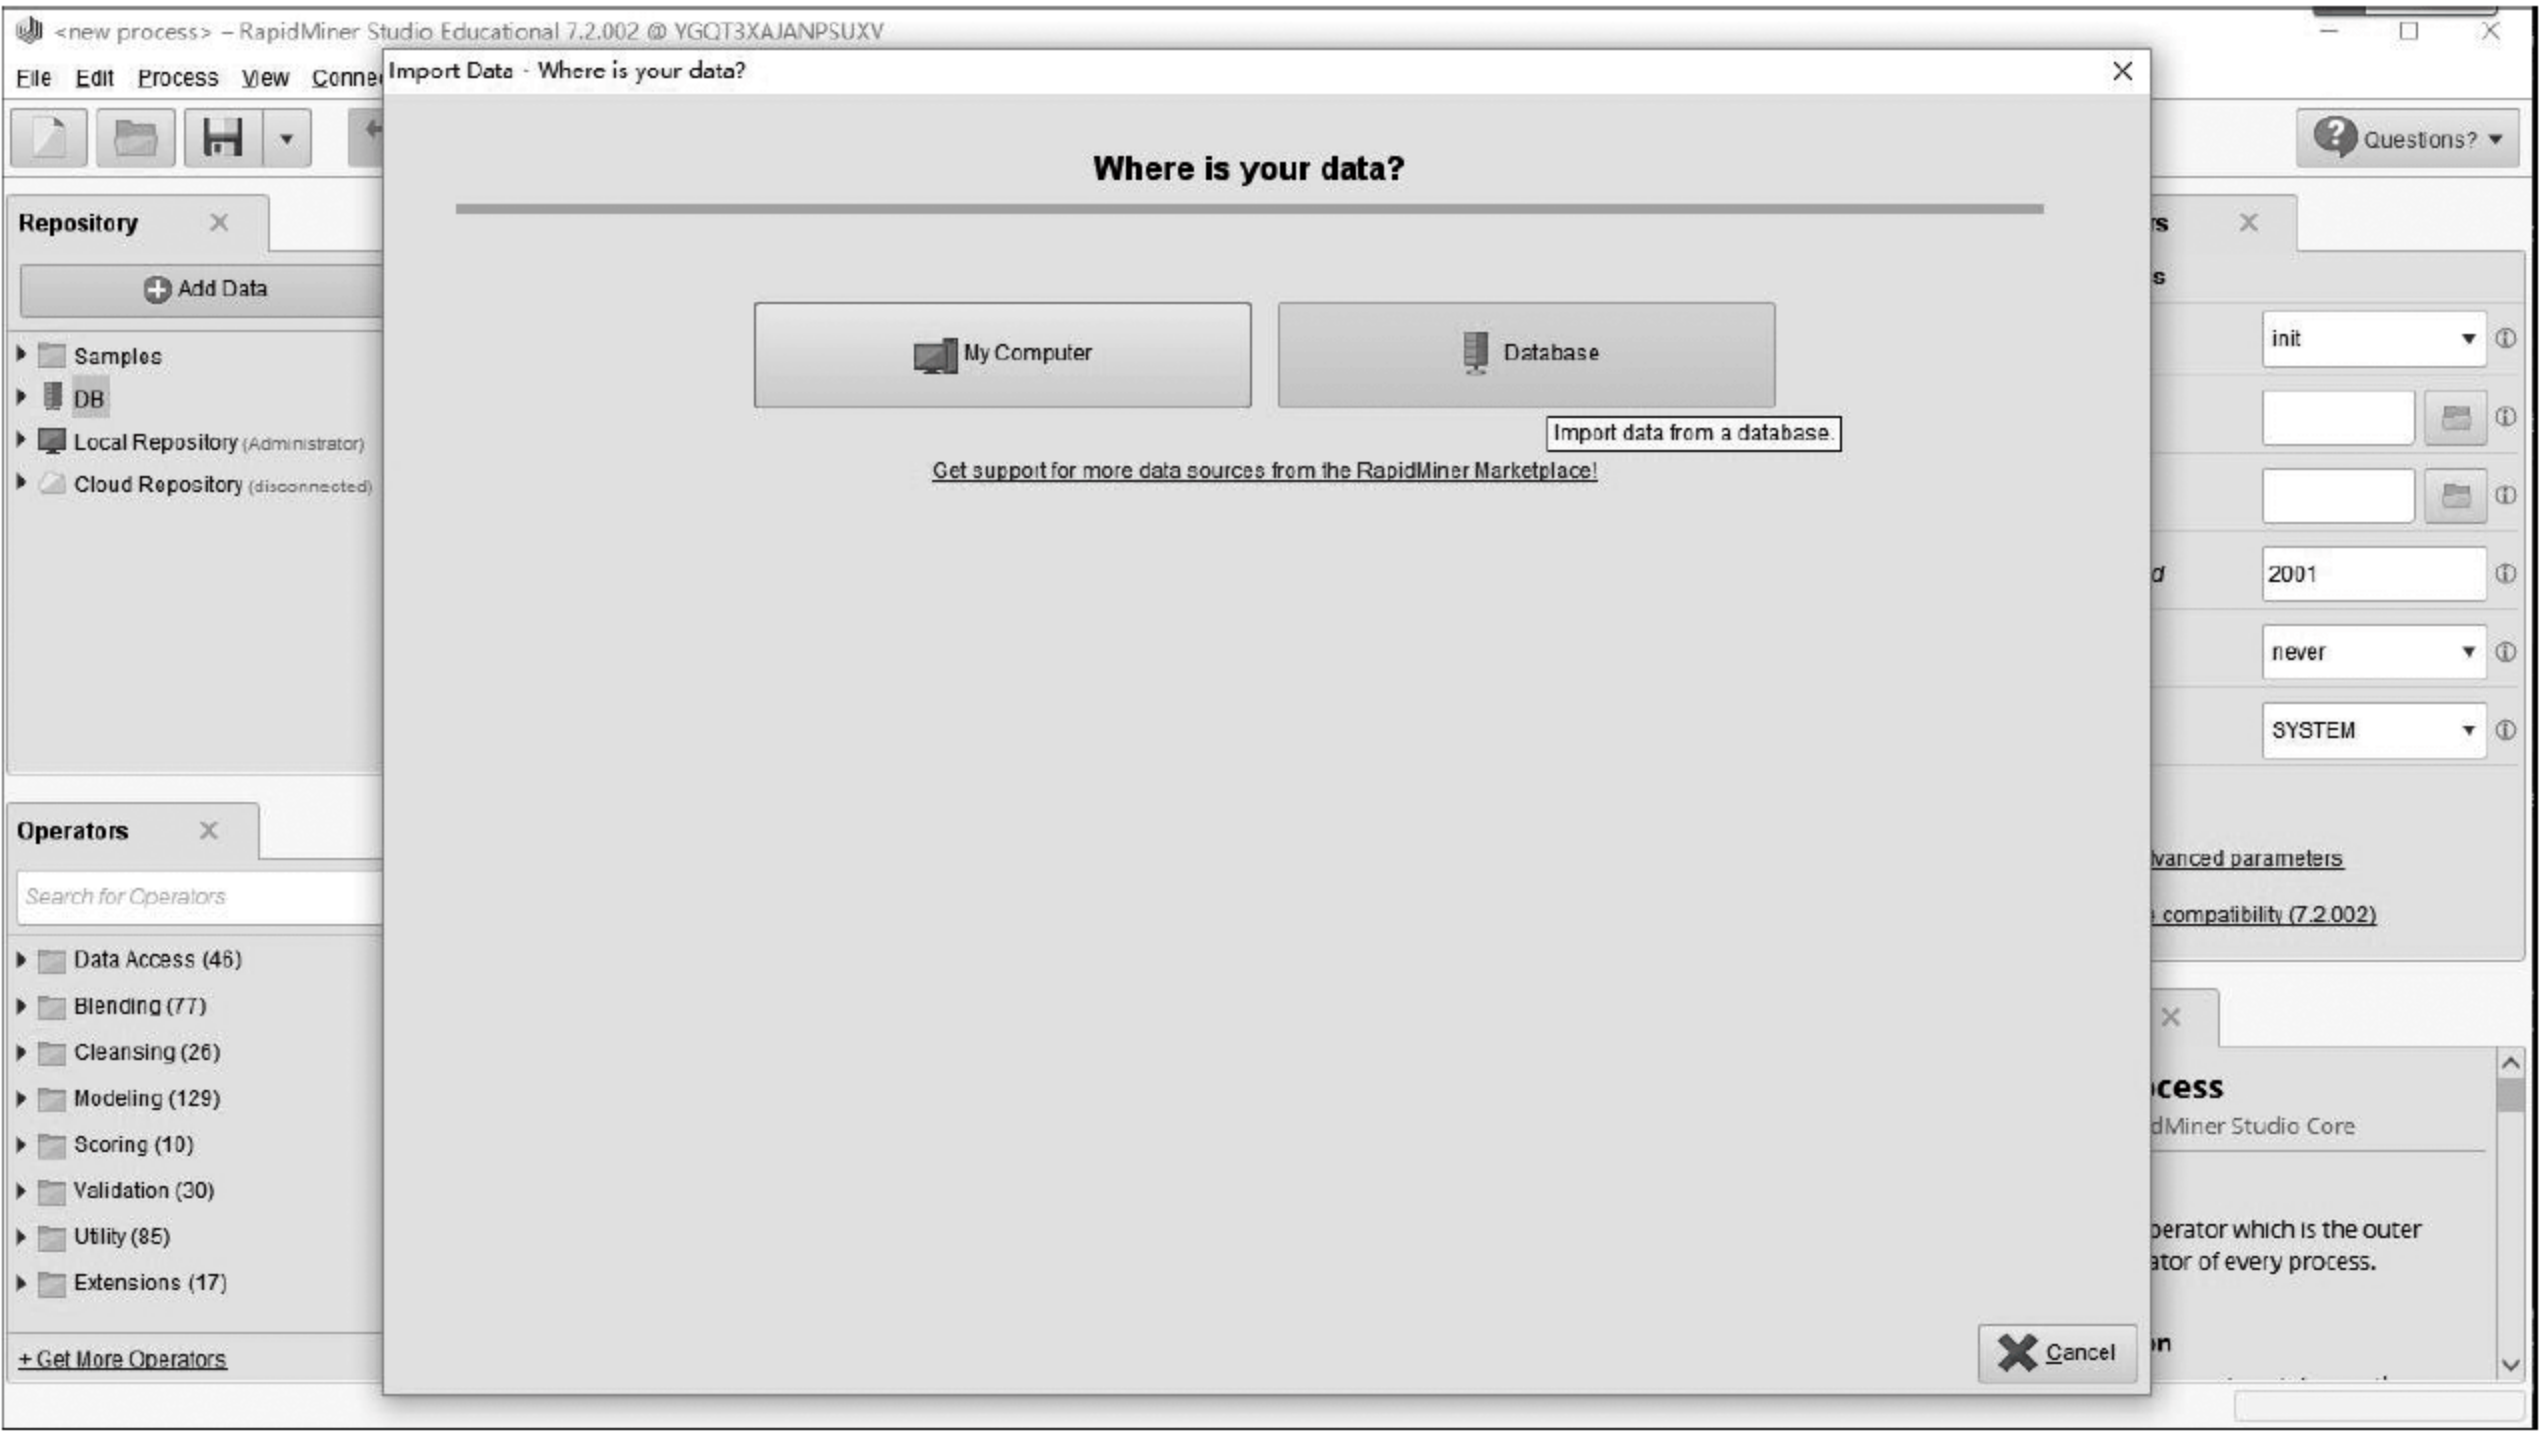 <new process> – RapidMiner Studio Educational 7.2.002 @ YGQT3XAJANPSUXV
File Edit Process View Conne
Import Data - Where is your data?
Questions?
Where is your data?
Repository
Add Data
Samples
DB
Local Repository (Administrator)
Cloud Repository (disconnected)
My Computer
Database
Import data from a database.
Get support for more data sources from the RapidMiner Marketplace!
rs
s
init
d
2001
never
SYSTEM
vanced parameters
compatibility (7.2.002)
Operators
Search for Operators
Data Access (46)
Blending (77)
Cleansing (26)
Modeling (129)
Scoring (10)
Validation (30)
Utility (85)
Extensions (17)
+ Get More Operators
cess
dMiner Studio Core
perator which is the outer
ator of every process.
on
Cancel